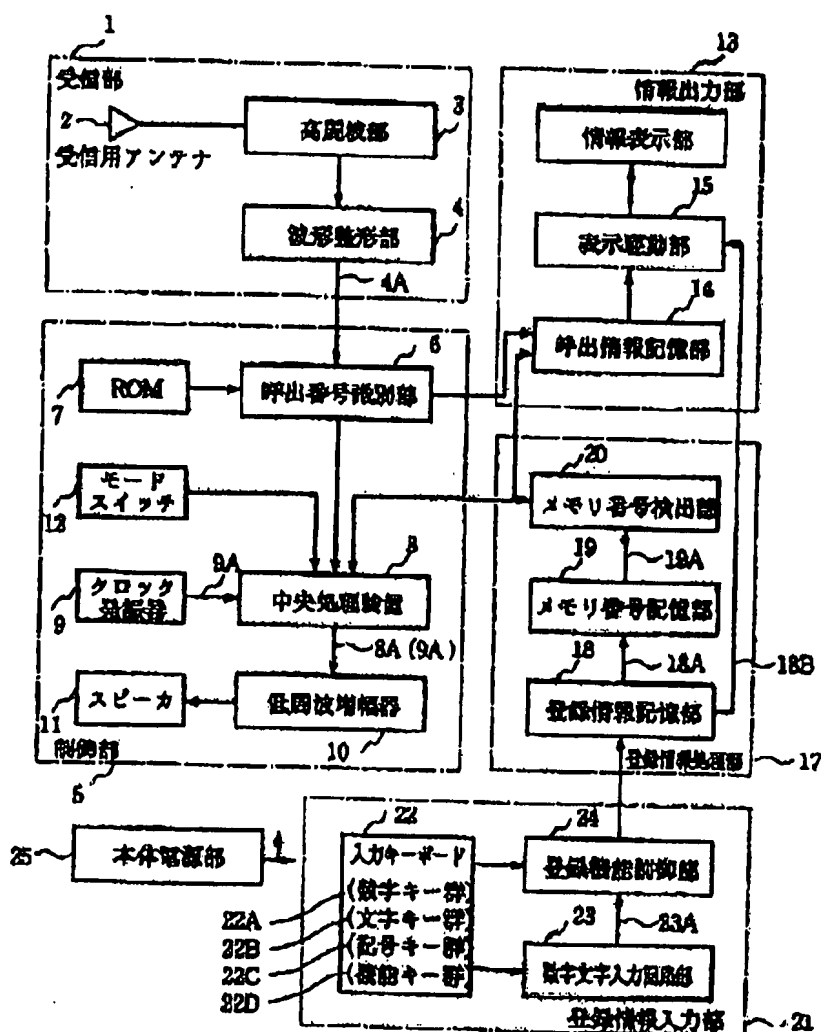 1
受信部
2
受信用アンテナ
高周波部
3
波形整形部
4
4A
13
情報出力部
情報表示部
15
表示駆動部
14
呼出情報記憶部
6
7
ROM
呼出番号識別部
12
モード
スイッチ
8
9
クロック
発振器
9A
中央処理装置
8A (9A)
11
スピーカ
低周波増幅器
10
制御部
5
20
メモリ番号検出部
19
19A
メモリ番号記憶部
18
18A
18B
登録情報記憶部
登録情報処理部
17
25
本体電源部
22
入力キーボード
22A
(数字キー群)
22B
(文字キー群)
22C
(記号キー群)
22D
(機能キー群)
24
登録機能制御部
23
23A
数字文字入力回路部
登録情報入力部
21